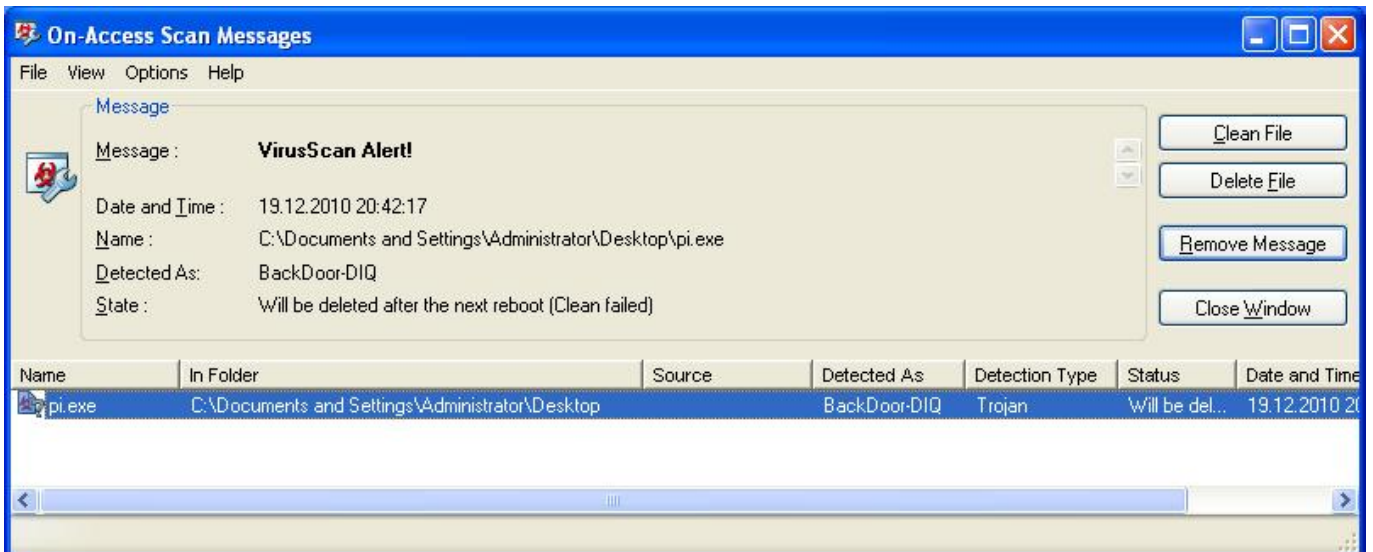 On-Access Scan Messages
File View Options Help
Message
Message : VirusScan Alert!
Date and Time : 19.12.2010 20:42:17
Name : C:\Documents and Settings\Administrator\Desktop\pi.exe
Detected As: BackDoor-DIQ
State : Will be deleted after the next reboot (Clean failed)
Clean File
Delete File
Remove Message
Close Window
Name In Folder Source Detected As Detection Type Status Date and Time
pi.exe C:\Documents and Settings\Administrator\Desktop BackDoor-DIQ Trojan Will be del... 19.12.2010 20